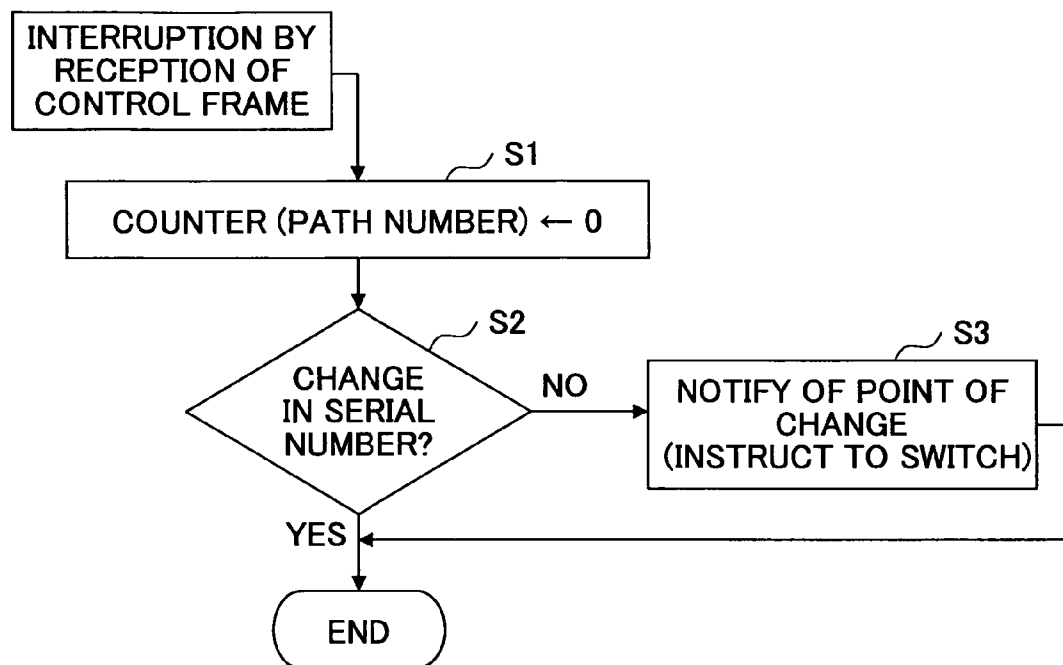 INTERRUPTION BY
RECEPTION OF
CONTROL FRAME
S1
COUNTER (PATH NUMBER) ← 0
S2
CHANGE
IN SERIAL
NUMBER?
NO
S3
NOTIFY OF POINT OF
CHANGE
(INSTRUCT TO SWITCH)
YES
END